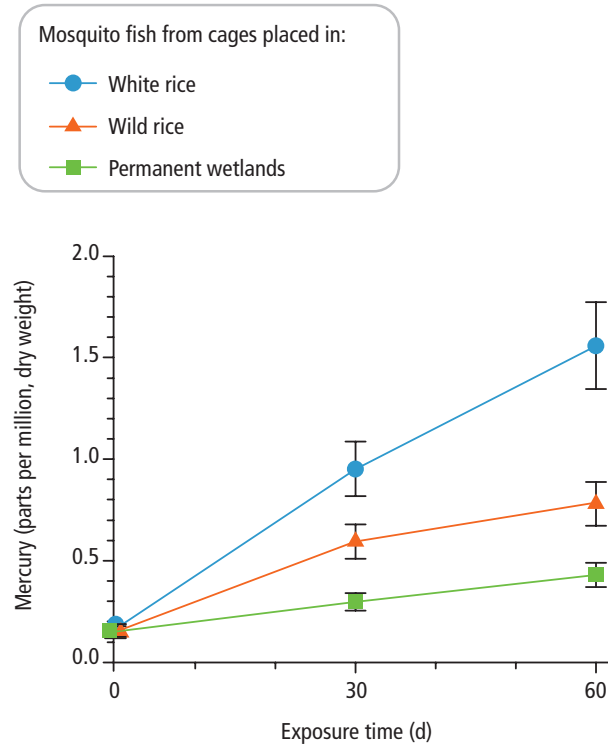 Mosquito fish from cages placed in:
White rice
Wild rice
Permanent wetlands
2.0
1.5
1.0
0.5
0.0
Mercury (parts per million, dry weight)
0 30 60
Exposure time (d)